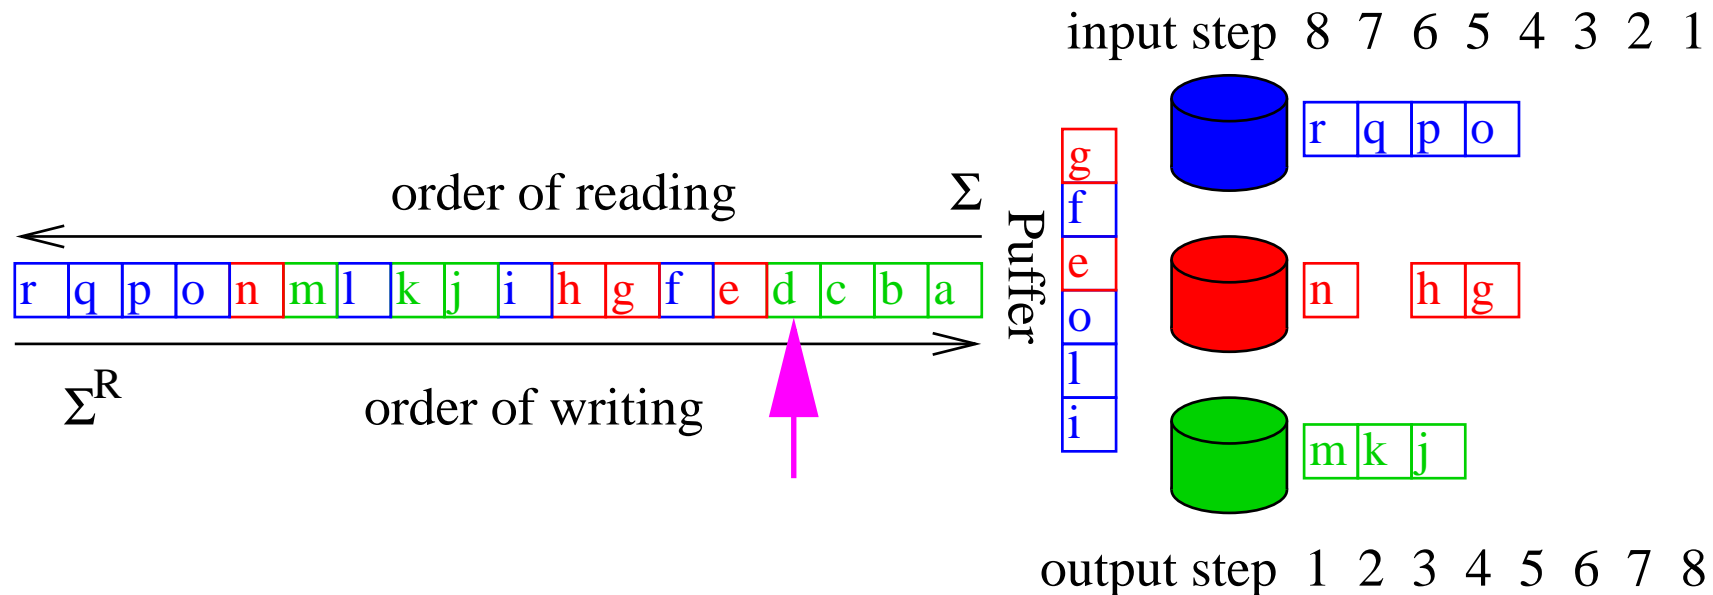 input step 8 7 6 5 4 3 2 1
r q p o
order of reading Σ
r q p o n m l k j i h g f e d c b a
Σ^R order of writing
Puffer
g
f
e
o
l
i
n h g
m k j
output step 1 2 3 4 5 6 7 8